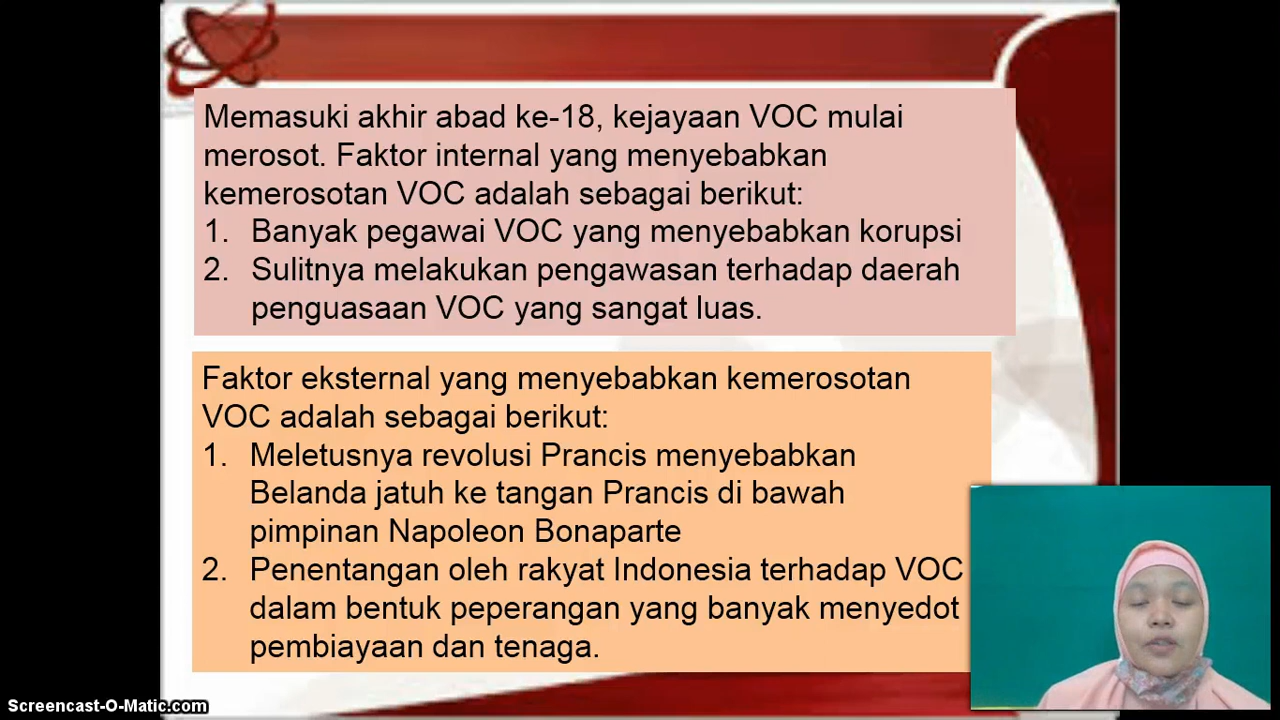 Memasuki akhir abad ke-18, kejayaan VOC mulai
merosot. Faktor internal yang menyebabkan
kemerosotan VOC adalah sebagai berikut:
1. Banyak pegawai VOC yang menyebabkan korupsi
2. Sulitnya melakukan pengawasan terhadap daerah
penguasaan VOC yang sangat luas.
Faktor eksternal yang menyebabkan kemerosotan
VOC adalah sebagai berikut:
1. Meletusnya revolusi Prancis menyebabkan
Belanda jatuh ke tangan Prancis di bawah
pimpinan Napoleon Bonaparte
2. Penentangan oleh rakyat Indonesia terhadap VOC
dalam bentuk peperangan yang banyak menyedot
pembiayaan dan tenaga.
Screencast-O-Matic.com